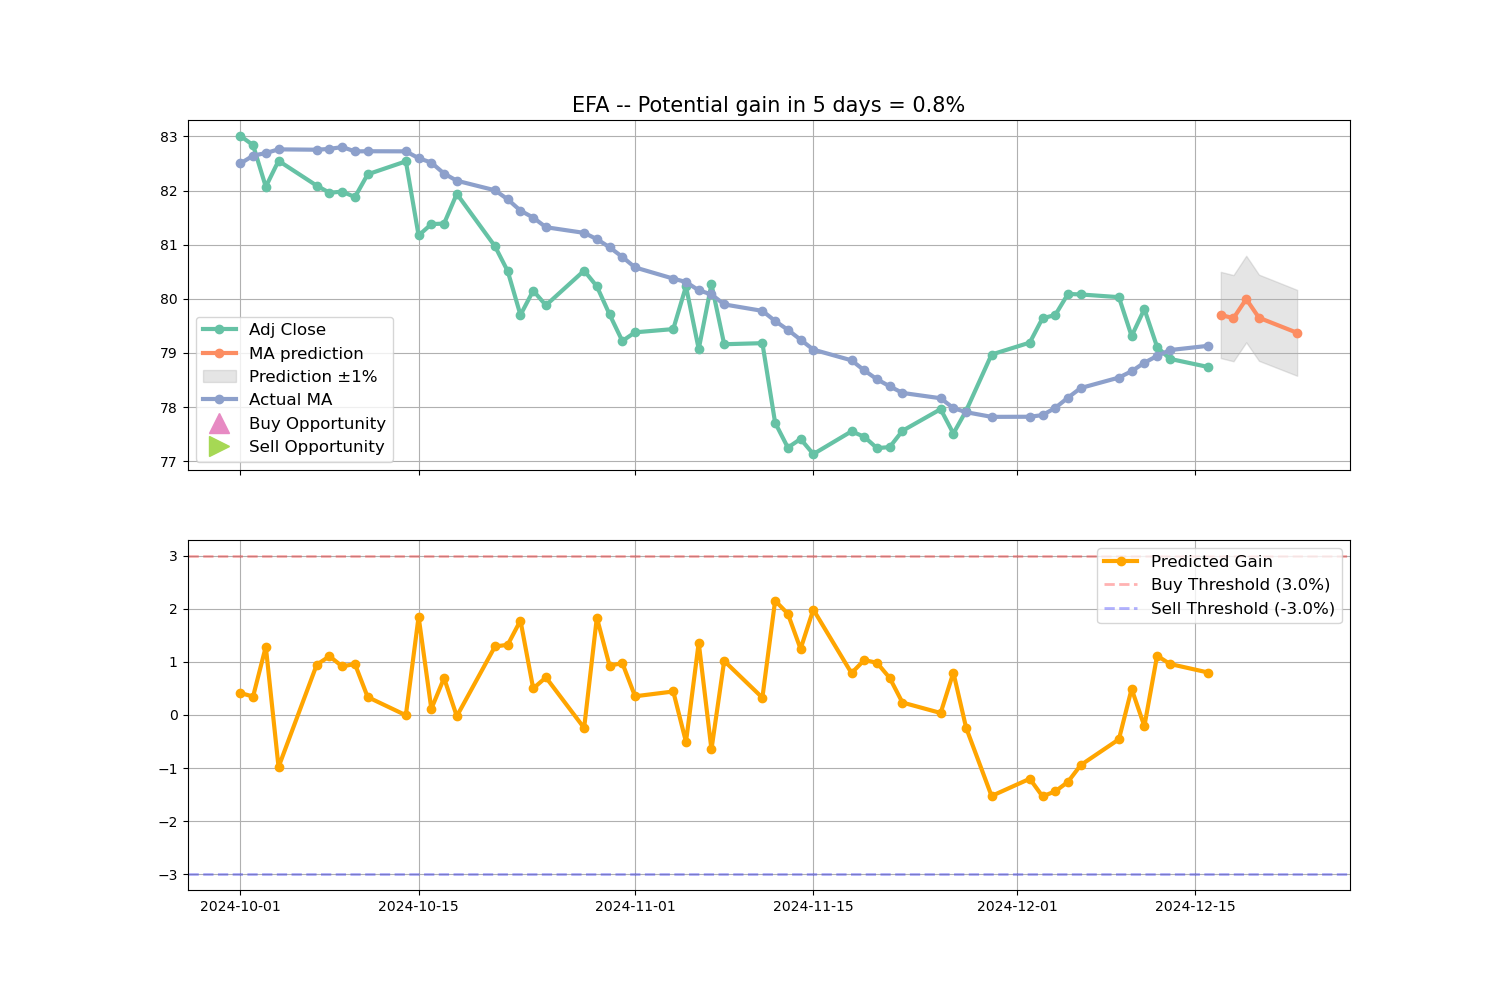 EFA -- Potential gain in 5 days = 0.8%
83
82
81
80
79
78
77
Adj Close
MA prediction
Prediction ±1%
Actual MA
Buy Opportunity
Sell Opportunity
3
2
1
0
−1
−2
−3
Predicted Gain
Buy Threshold (3.0%)
Sell Threshold (-3.0%)
2024-10-01 2024-10-15 2024-11-01 2024-11-15 2024-12-01 2024-12-15